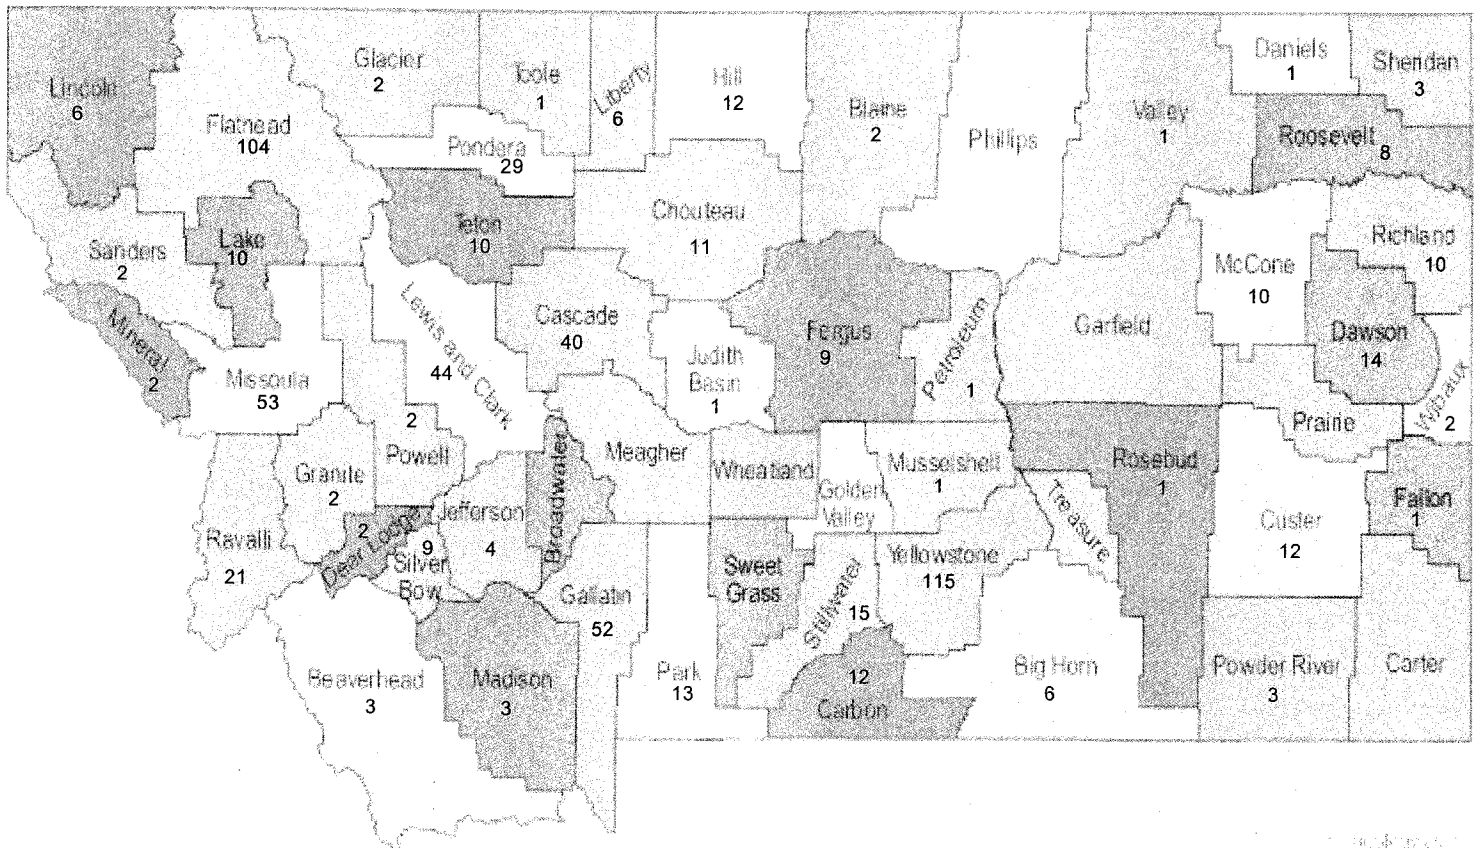 Lincoln
6
Flathead
104
Glacier
2
Toole
1
Liberty
6
Hill
12
Blaine
2
Phillips
Valley
1
Daniels
1
Sheridan
3
Roosevelt
8
Pondera
29
Teton
10
Chouteau
11
Sanders
2
Lake
10
Richland
10
McCone
10
Mineral
2
Lewis and Clark
44
Cascade
40
Judith
Basin
1
Fergus
9
Petroleum
1
Garfield
Dawson
14
Wibaux
2
Missoula
53
Powell
2
Prairie
Granite
2
Meagher
Wheatland
Golden
Valley
Musselshell
1
Rosebud
1
Treasure
Custer
12
Fallon
1
Ravalli
21
Deer Lodge
2
Silver
Bow
9
Jefferson
4
Broadwater
Gallatin
52
Sweet
Grass
Stillwater
15
Yellowstone
115
Beaverhead
3
Madison
3
Park
13
Carbon
12
Big Horn
6
Powder River
3
Carter